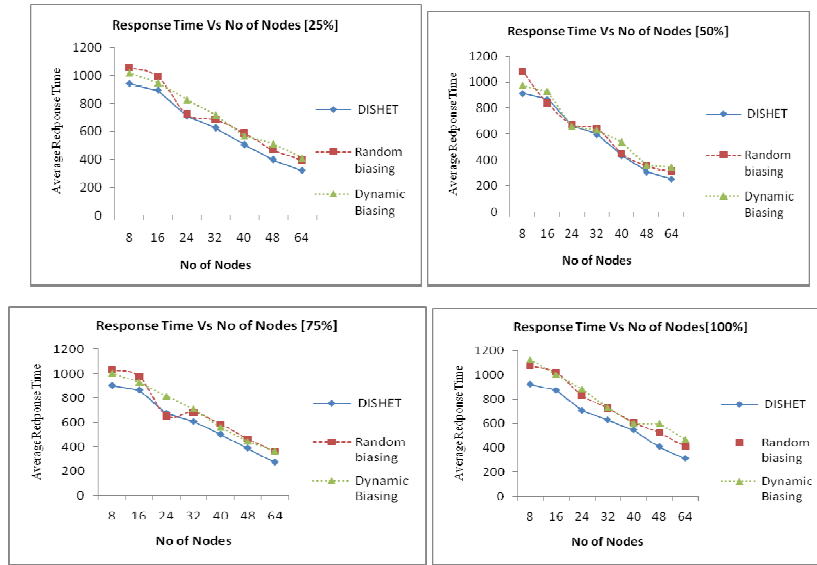 Response Time Vs No of Nodes [25%]
Average Redponse Time
1200
1000
800
600
400
200
0
8 16 24 32 40 48 64
No of Nodes
DISHET
Random biasing
Dynamic Biasing
Response Time Vs No of Nodes [50%]
Average Redponse Time
1200
1000
800
600
400
200
0
8 16 24 32 40 48 64
No of Nodes
DISHET
Random biasing
Dynamic Biasing
Response Time Vs No of Nodes [75%]
Average Redponse Time
1200
1000
800
600
400
200
0
8 16 24 32 40 48 64
No of Nodes
DISHET
Random biasing
Dynamic Biasing
Response Time Vs No of Nodes[100%]
Average Redponse Time
1200
1000
800
600
400
200
0
8 16 24 32 40 48 64
No of Nodes
DISHET
Random biasing
Dynamic Biasing